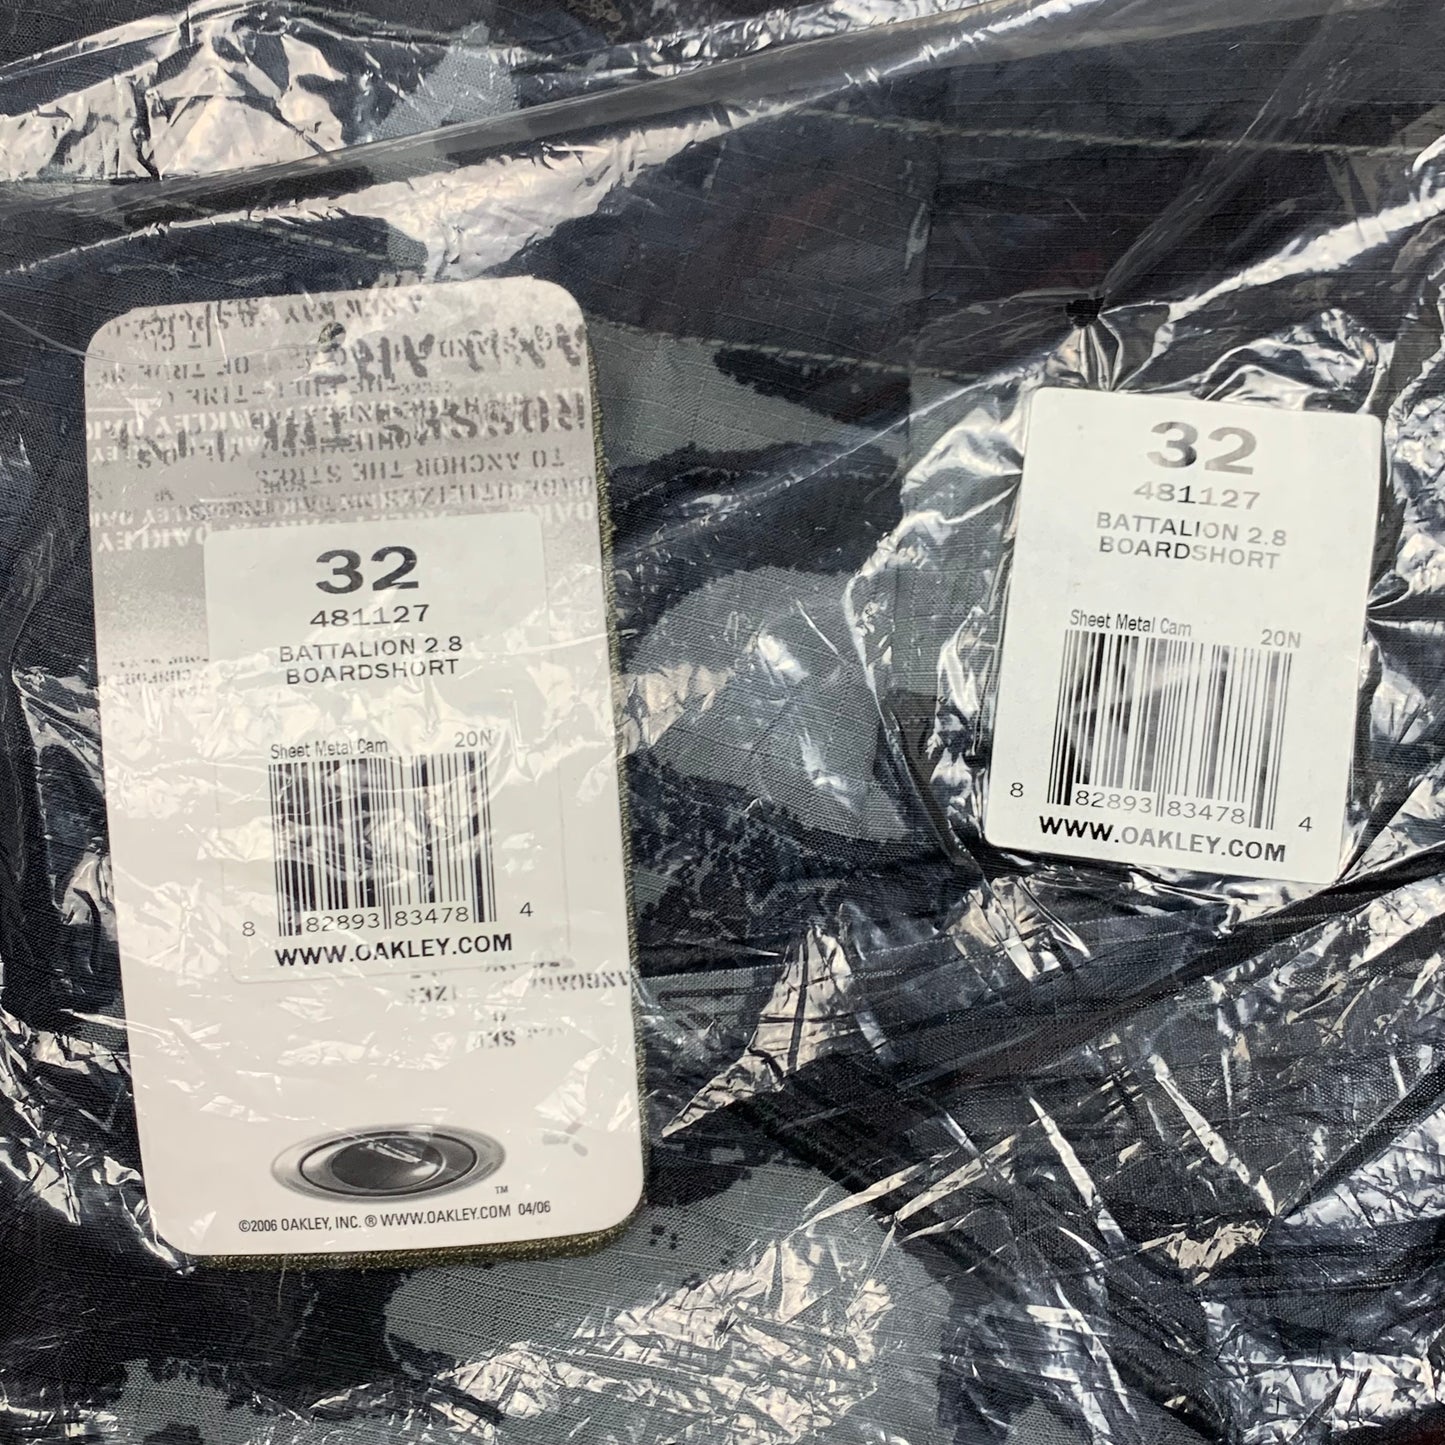 TO ANCHOR THE STRES
32
481127
BATTALION 2.8
BOARDSHORT
Sheet Metal Cam 20N
8 82893 83478 4
WWW.OAKLEY.COM
TM
©2006 OAKLEY, INC. ® WWW.OAKLEY.COM 04/06
32
481127
BATTALION 2.8
BOARDSHORT
Sheet Metal Cam 20N
8 82893 83478 4
WWW.OAKLEY.COM